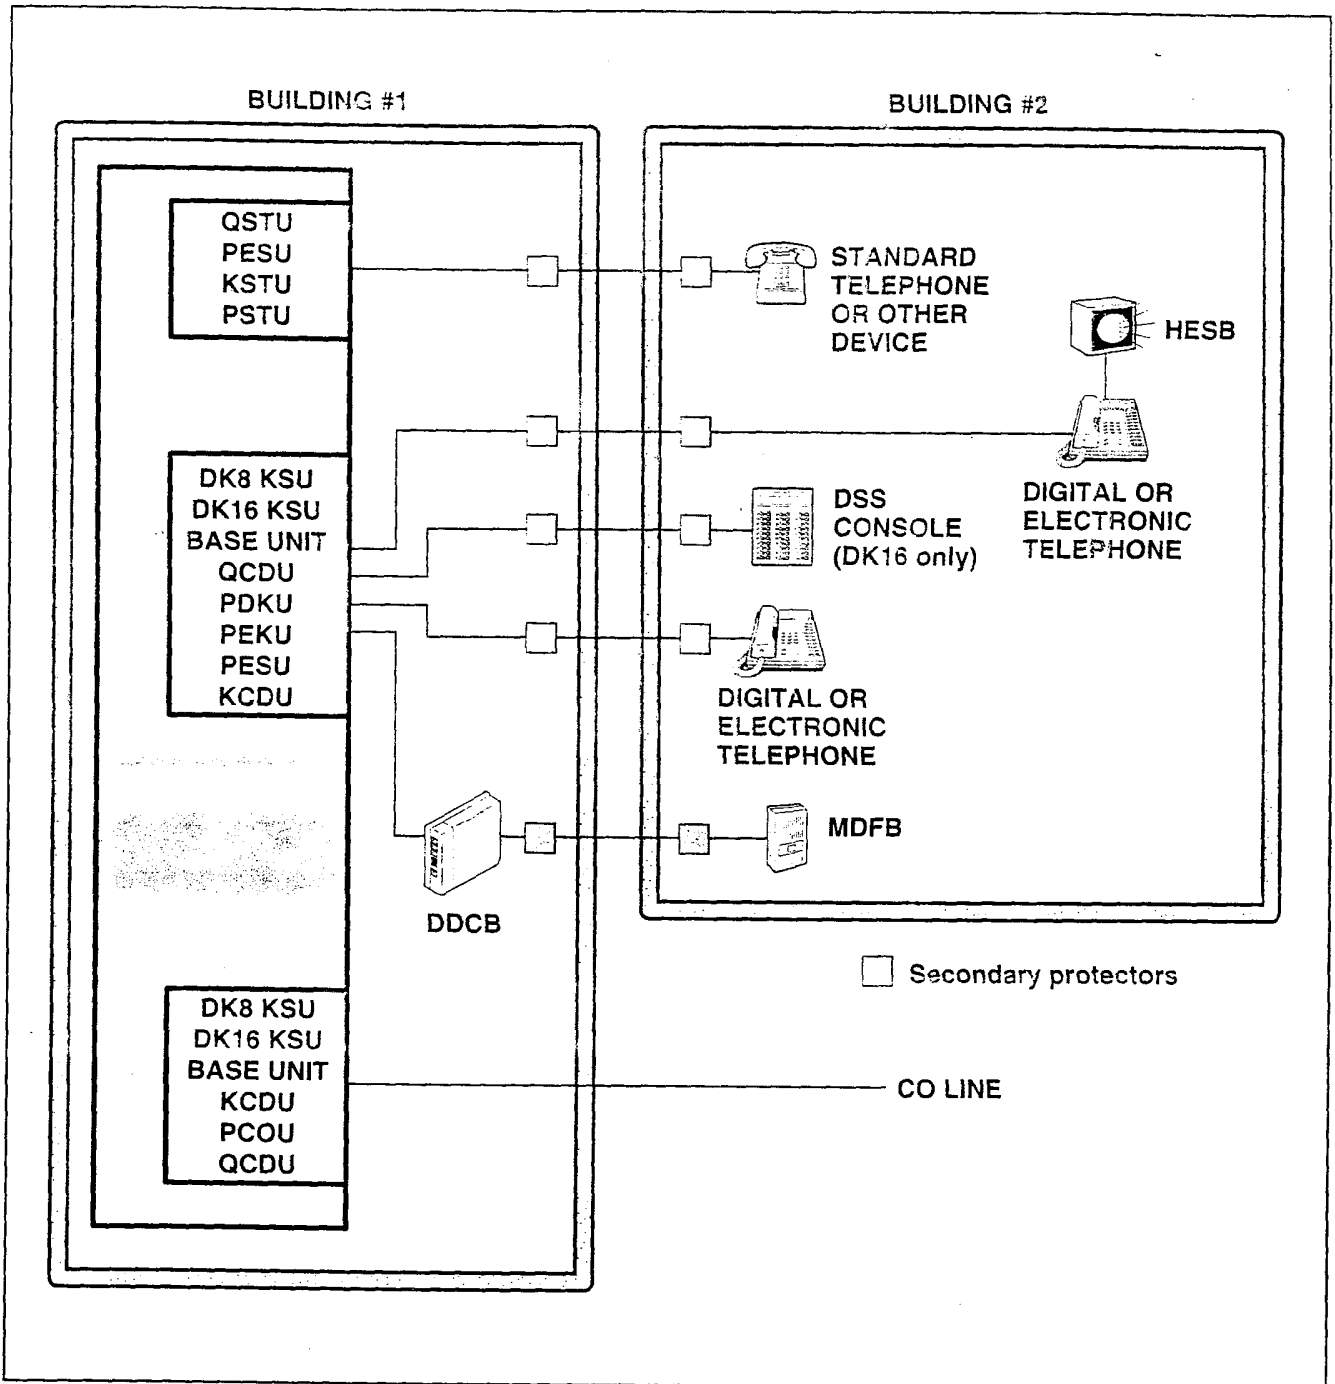 BUILDING #1
BUILDING #2
QSTU
PESU
KSTU
PSTU
STANDARD
TELEPHONE
OR OTHER
DEVICE
HESB
DK8 KSU
DK16 KSU
BASE UNIT
QCDU
PDKU
PEKU
PESU
KCDU
DSS
CONSOLE
(DK16 only)
DIGITAL OR
ELECTRONIC
TELEPHONE
DIGITAL OR
ELECTRONIC
TELEPHONE
MDFB
DDCB
Secondary protectors
DK8 KSU
DK16 KSU
BASE UNIT
KCDU
PCOU
QCDU
CO LINE